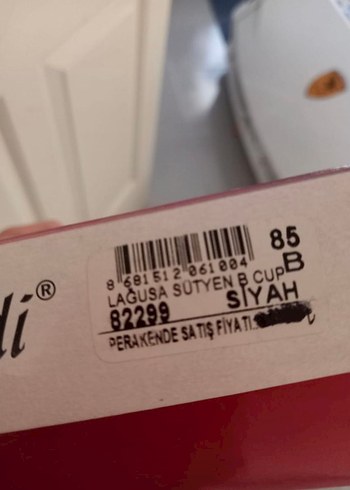 85
B
8 681512 061004
LAGUSA SÜTYEN B CUP
82299 SİYAH
PERAKENDE SATIŞ FİYATI
di®